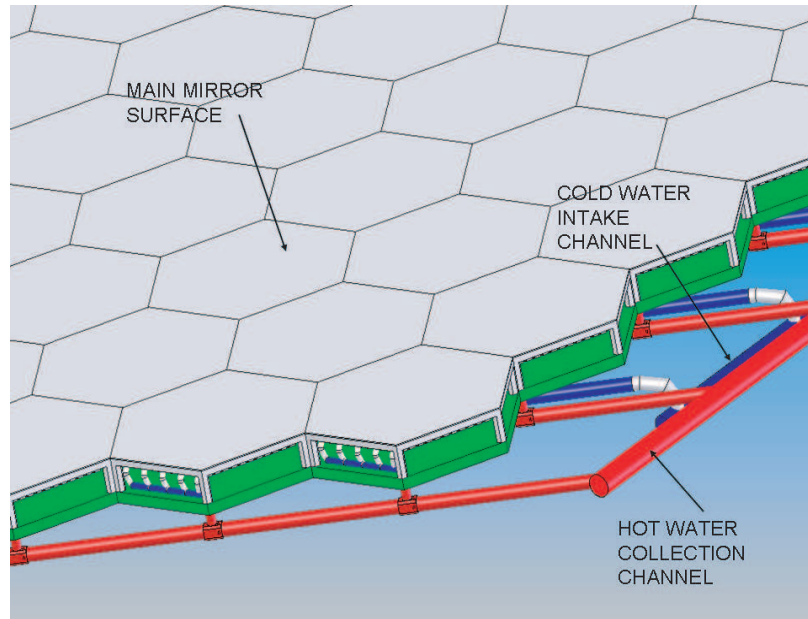 MAIN MIRROR
SURFACE
COLD WATER
INTAKE
CHANNEL
HOT WATER
COLLECTION
CHANNEL